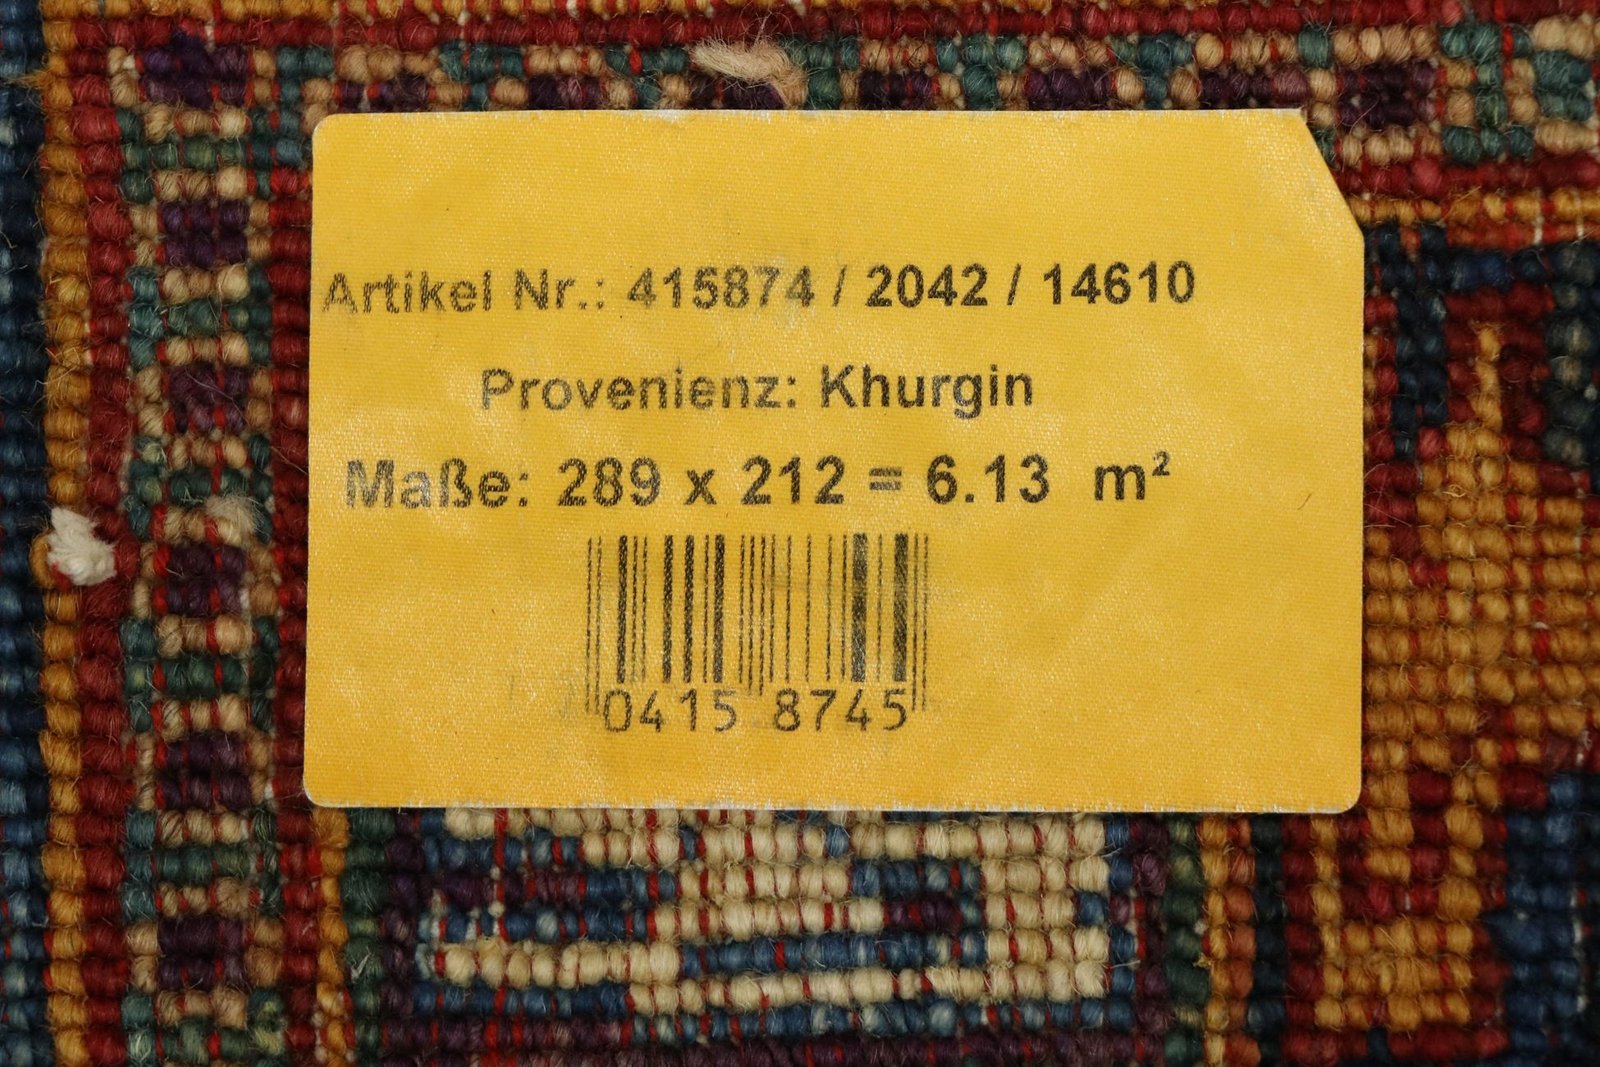 Artikel Nr.: 415874 / 2042 / 14610
Provenienz: Khurgin
Maße: 289 x 212 = 6.13 m²
0415 8745